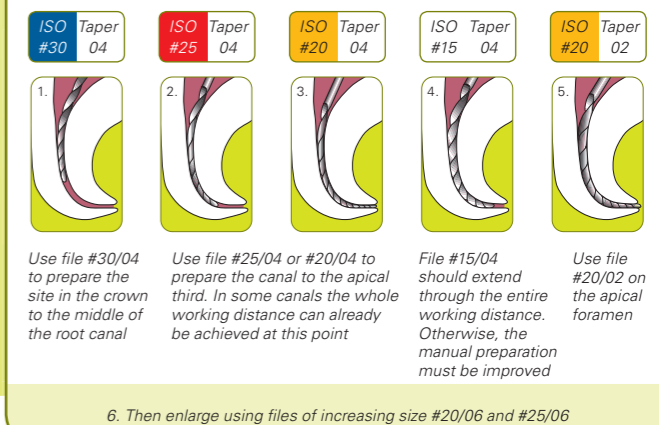 ISO Taper
#30 04
ISO Taper
#25 04
ISO Taper
#20 04
ISO Taper
#15 04
ISO Taper
#20 02
1.
2.
3.
4.
5.
Use file #30/04
to prepare the
site in the crown
to the middle of
the root canal
Use file #25/04 or #20/04 to
prepare the canal to the apical
third. In some canals the whole
working distance can already
be achieved at this point
File #15/04
should extend
through the entire
working distance.
Otherwise, the
manual preparation
must be improved
Use file
#20/02 on
the apical
foramen
6. Then enlarge using files of increasing size #20/06 and #25/06